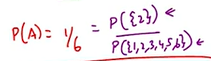 P(A) = 1/6 = P({2}) ←
P({1,2,3,4,5,6}) ←